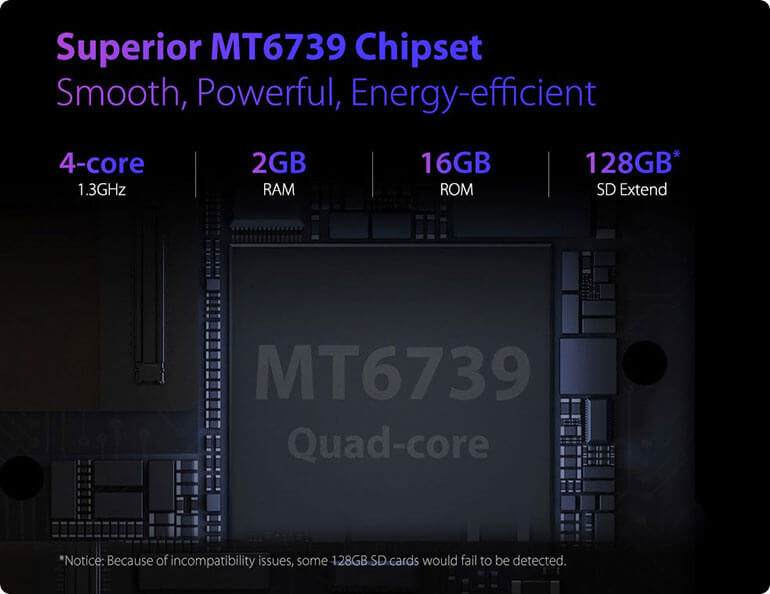 Superior MT6739 Chipset
Smooth, Powerful, Energy-efficient
4-core 2GB 16GB 128GB*
1.3GHz RAM ROM SD Extend
MT6739
Quad-core
*Notice: Because of incompatibility issues, some 128GB SD cards would fail to be detected.